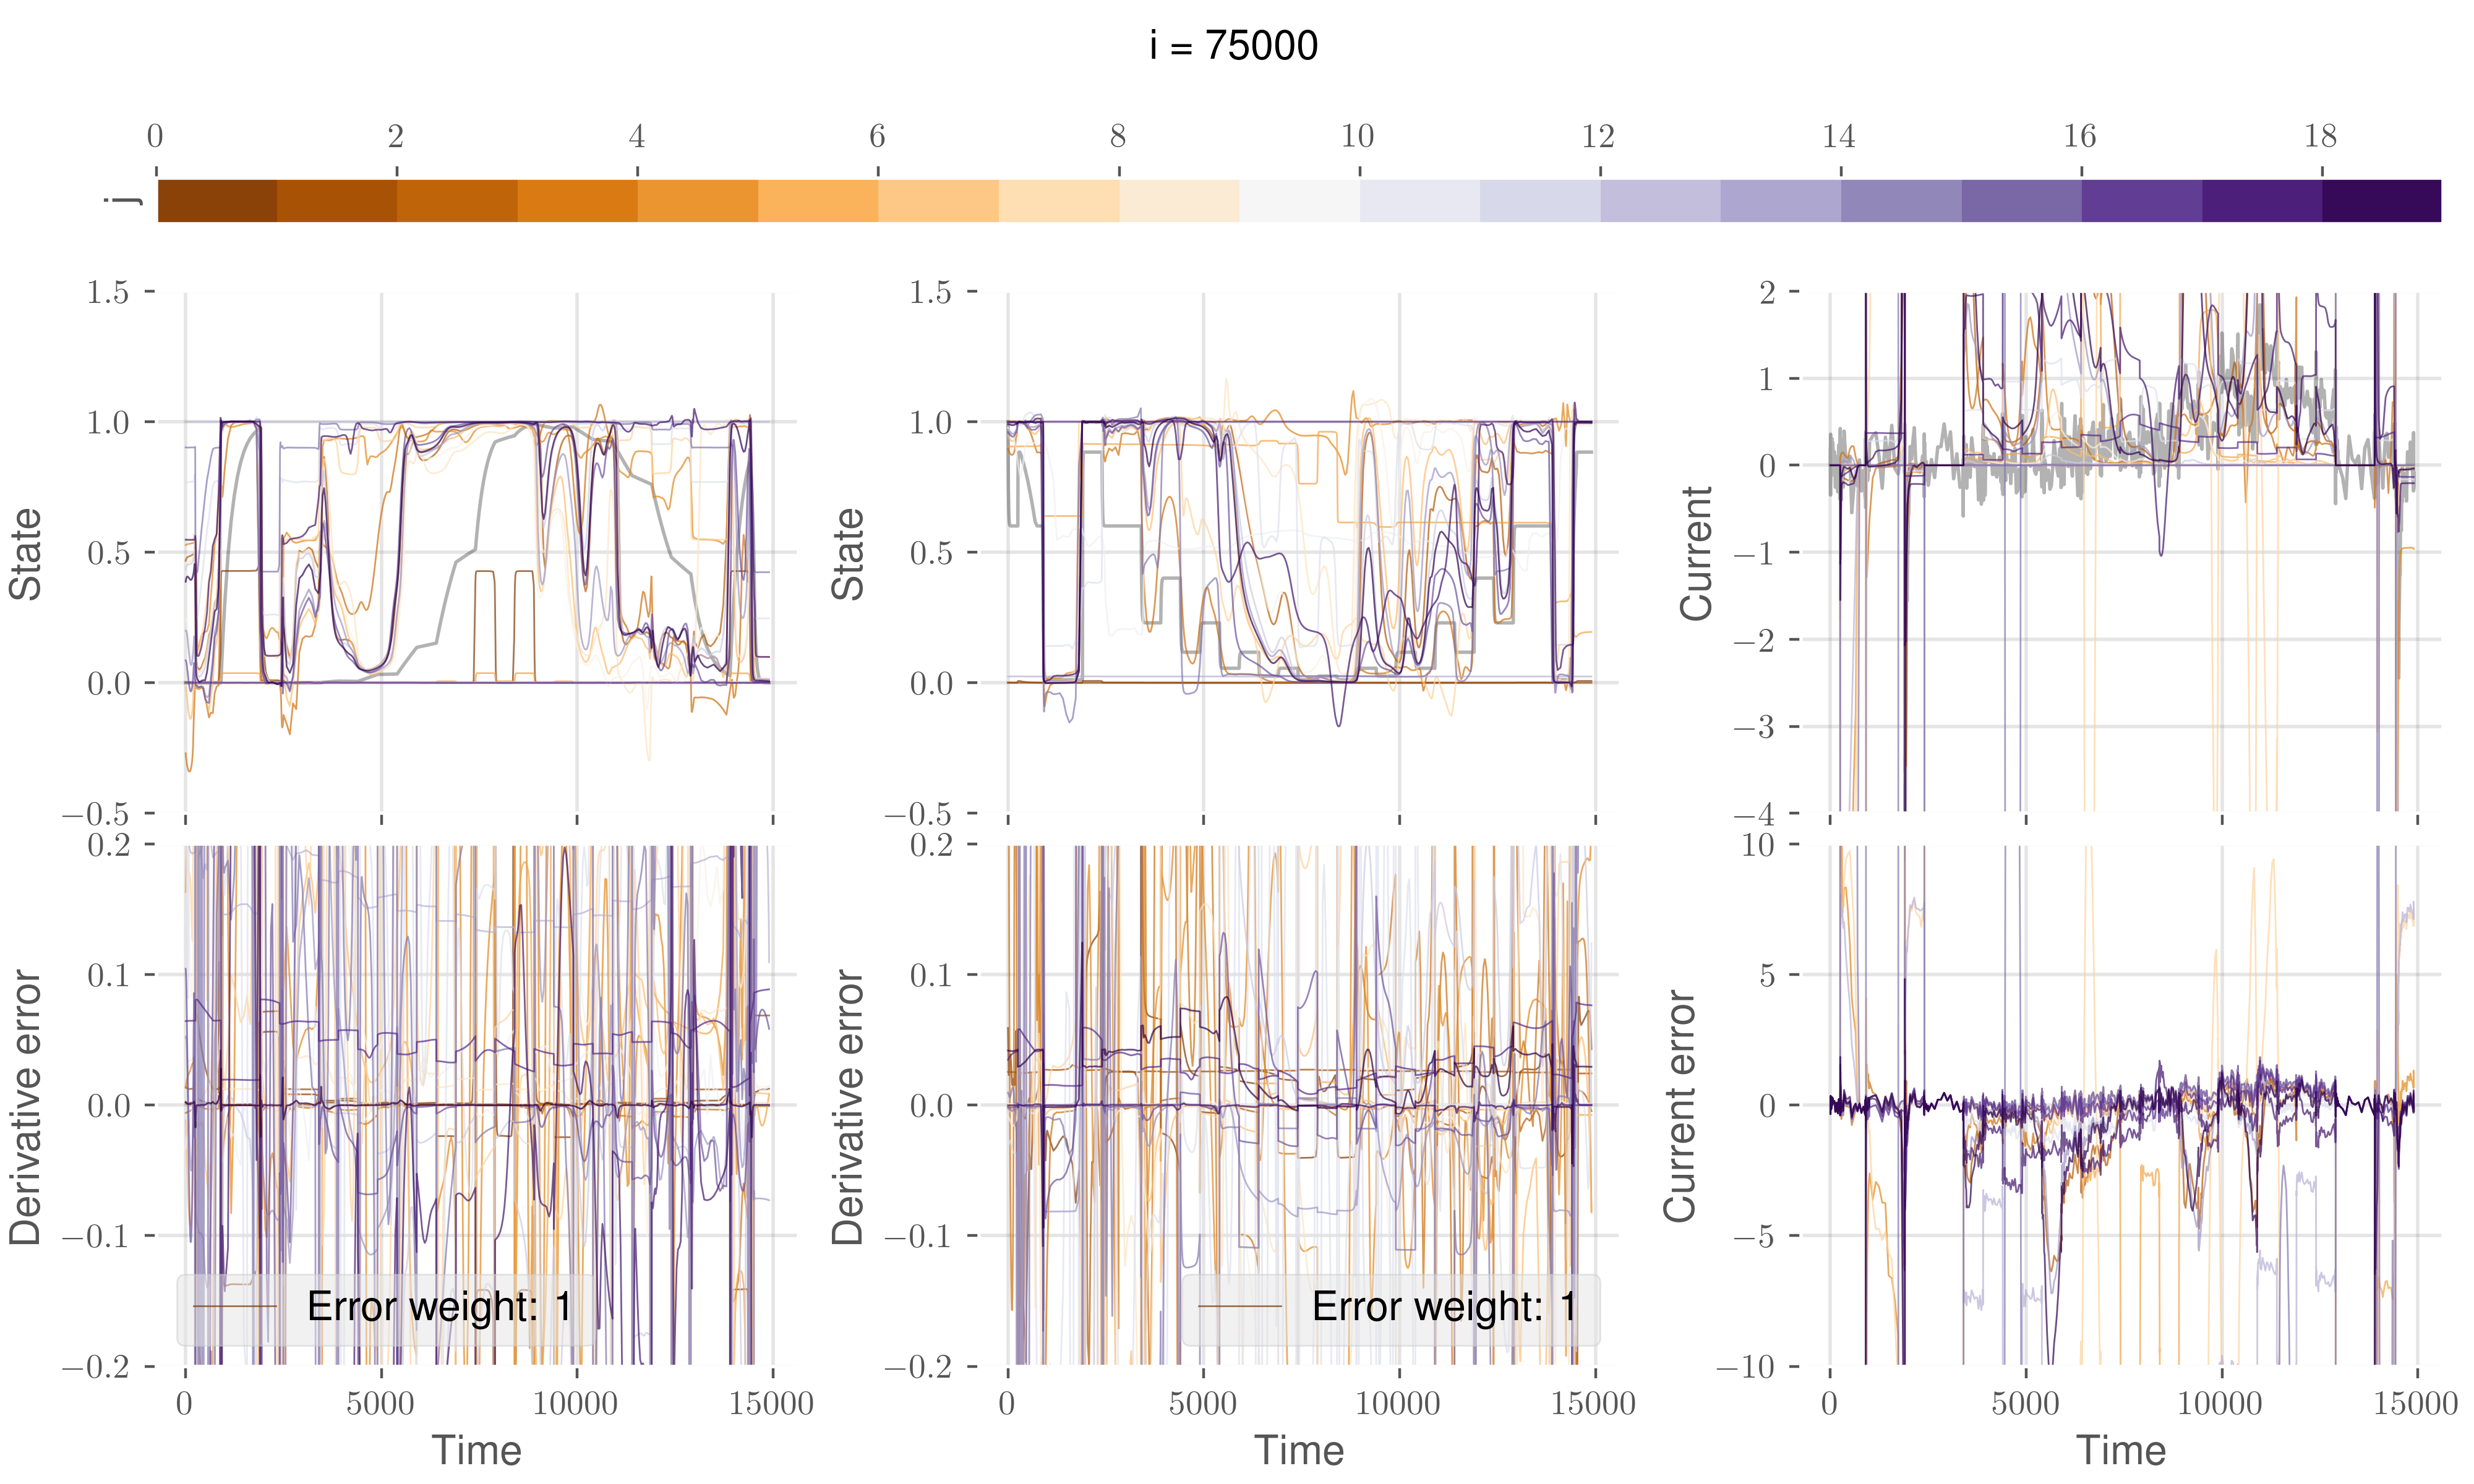 i = 75000
0 2 4 6 8 10 12 14 16 18
j
1.5 1.0 0.5 0.0 −0.5
State
1.5 1.0 0.5 0.0 −0.5
State
2 1 0 −1 −2 −3 −4
Current
0.2 0.1 0.0 −0.1 −0.2
Derivative error
Error weight: 1
0 5000 10000 15000
Time
0.2 0.1 0.0 −0.1 −0.2
Derivative error
Error weight: 1
0 5000 10000 15000
Time
10 5 0 −5 −10
Current error
0 5000 10000 15000
Time